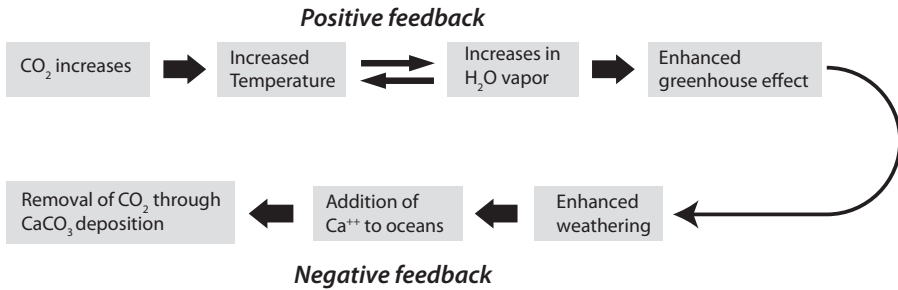 Positive feedback
CO₂ increases
Increased
Temperature
Increases in
H₂O vapor
Enhanced
greenhouse effect
Removal of CO₂ through
CaCO₃ deposition
Addition of
Ca⁺⁺ to oceans
Enhanced
weathering
Negative feedback